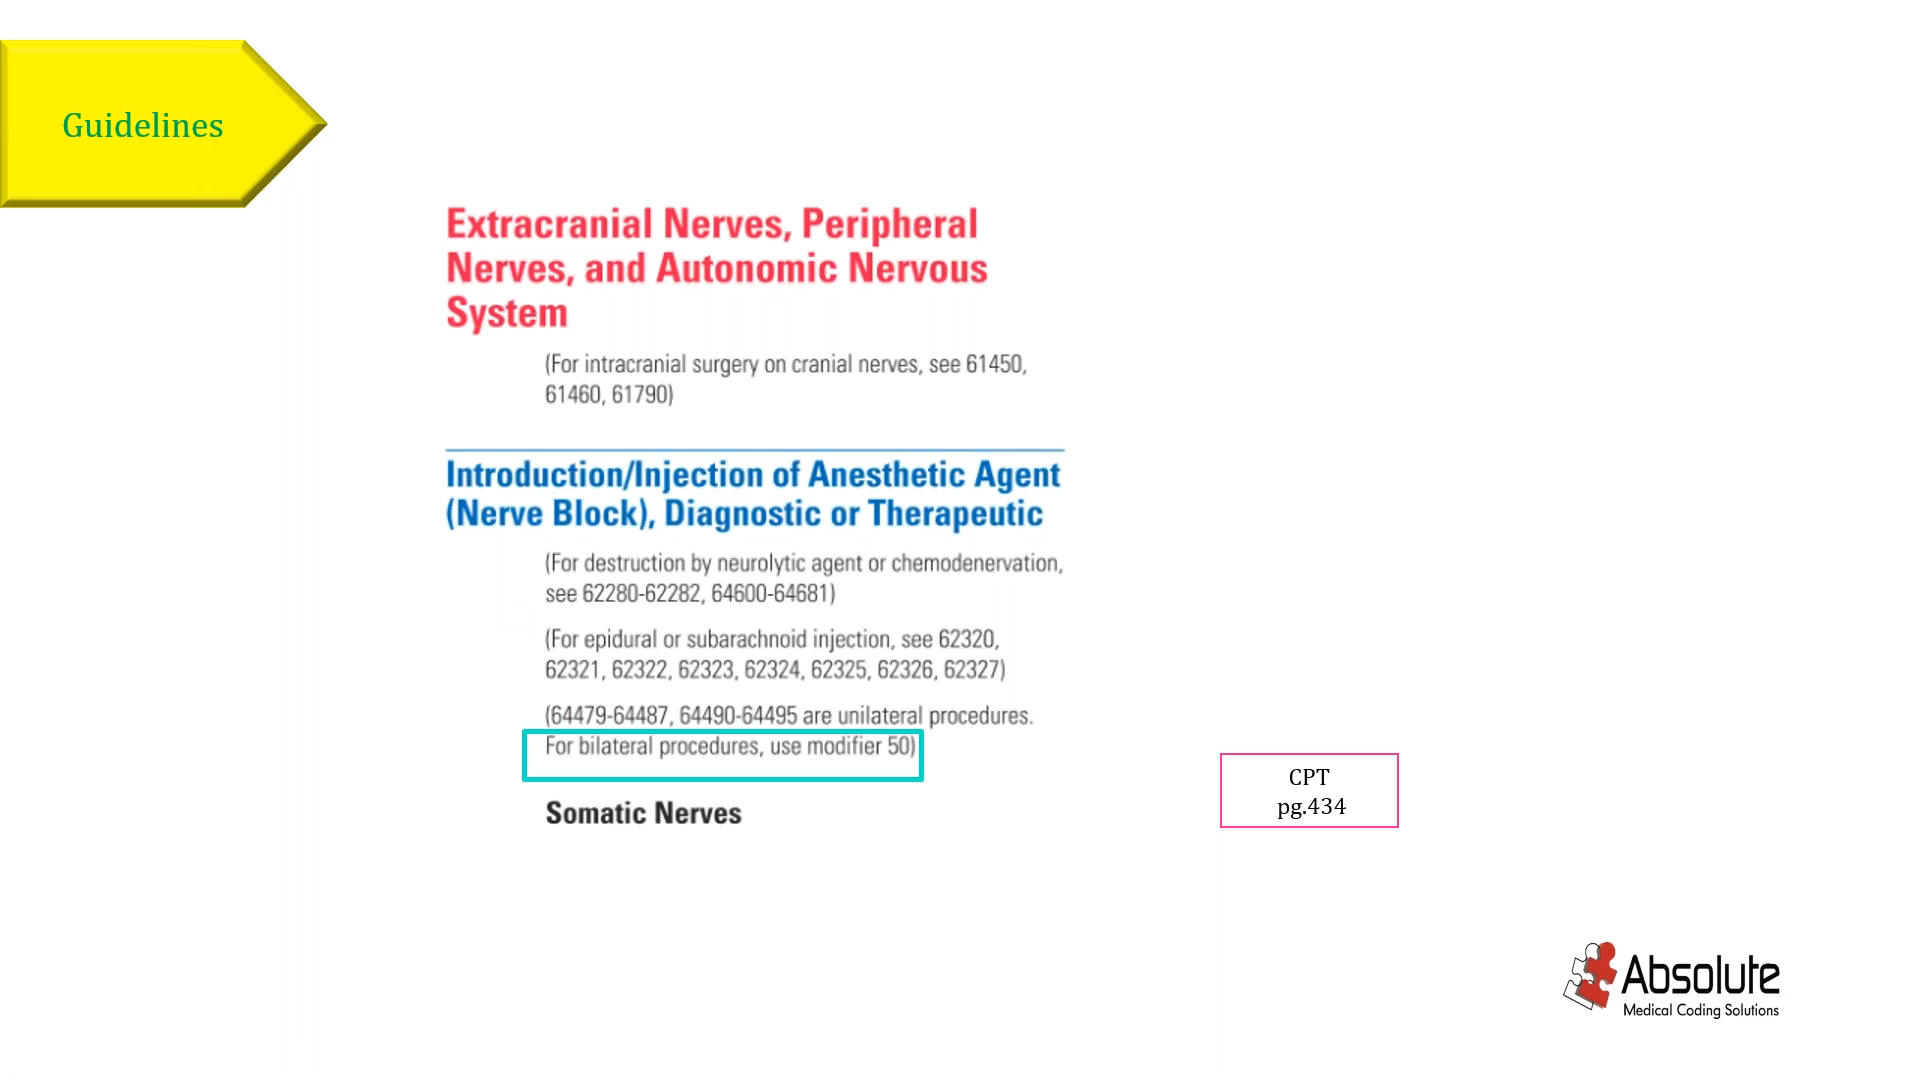 Guidelines
Extracranial Nerves, Peripheral
Nerves, and Autonomic Nervous
System
(For intracranial surgery on cranial nerves, see 61450,
61460, 61790)
Introduction/Injection of Anesthetic Agent
(Nerve Block), Diagnostic or Therapeutic
(For destruction by neurolytic agent or chemodenervation,
see 62280-62282, 64600-64681)
(For epidural or subarachnoid injection, see 62320,
62321, 62322, 62323, 62324, 62325, 62326, 62327)
(64479-64487, 64490-64495 are unilateral procedures.
For bilateral procedures, use modifier 50)
Somatic Nerves
CPT
pg.434
Absolute
Medical Coding Solutions